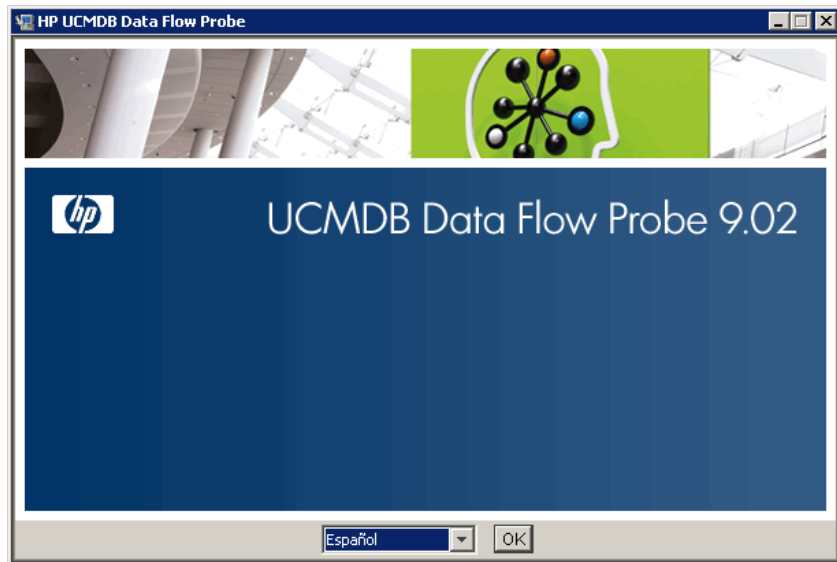 HP UCMDB Data Flow Probe
hp
UCMDB Data Flow Probe 9.02
Español
OK